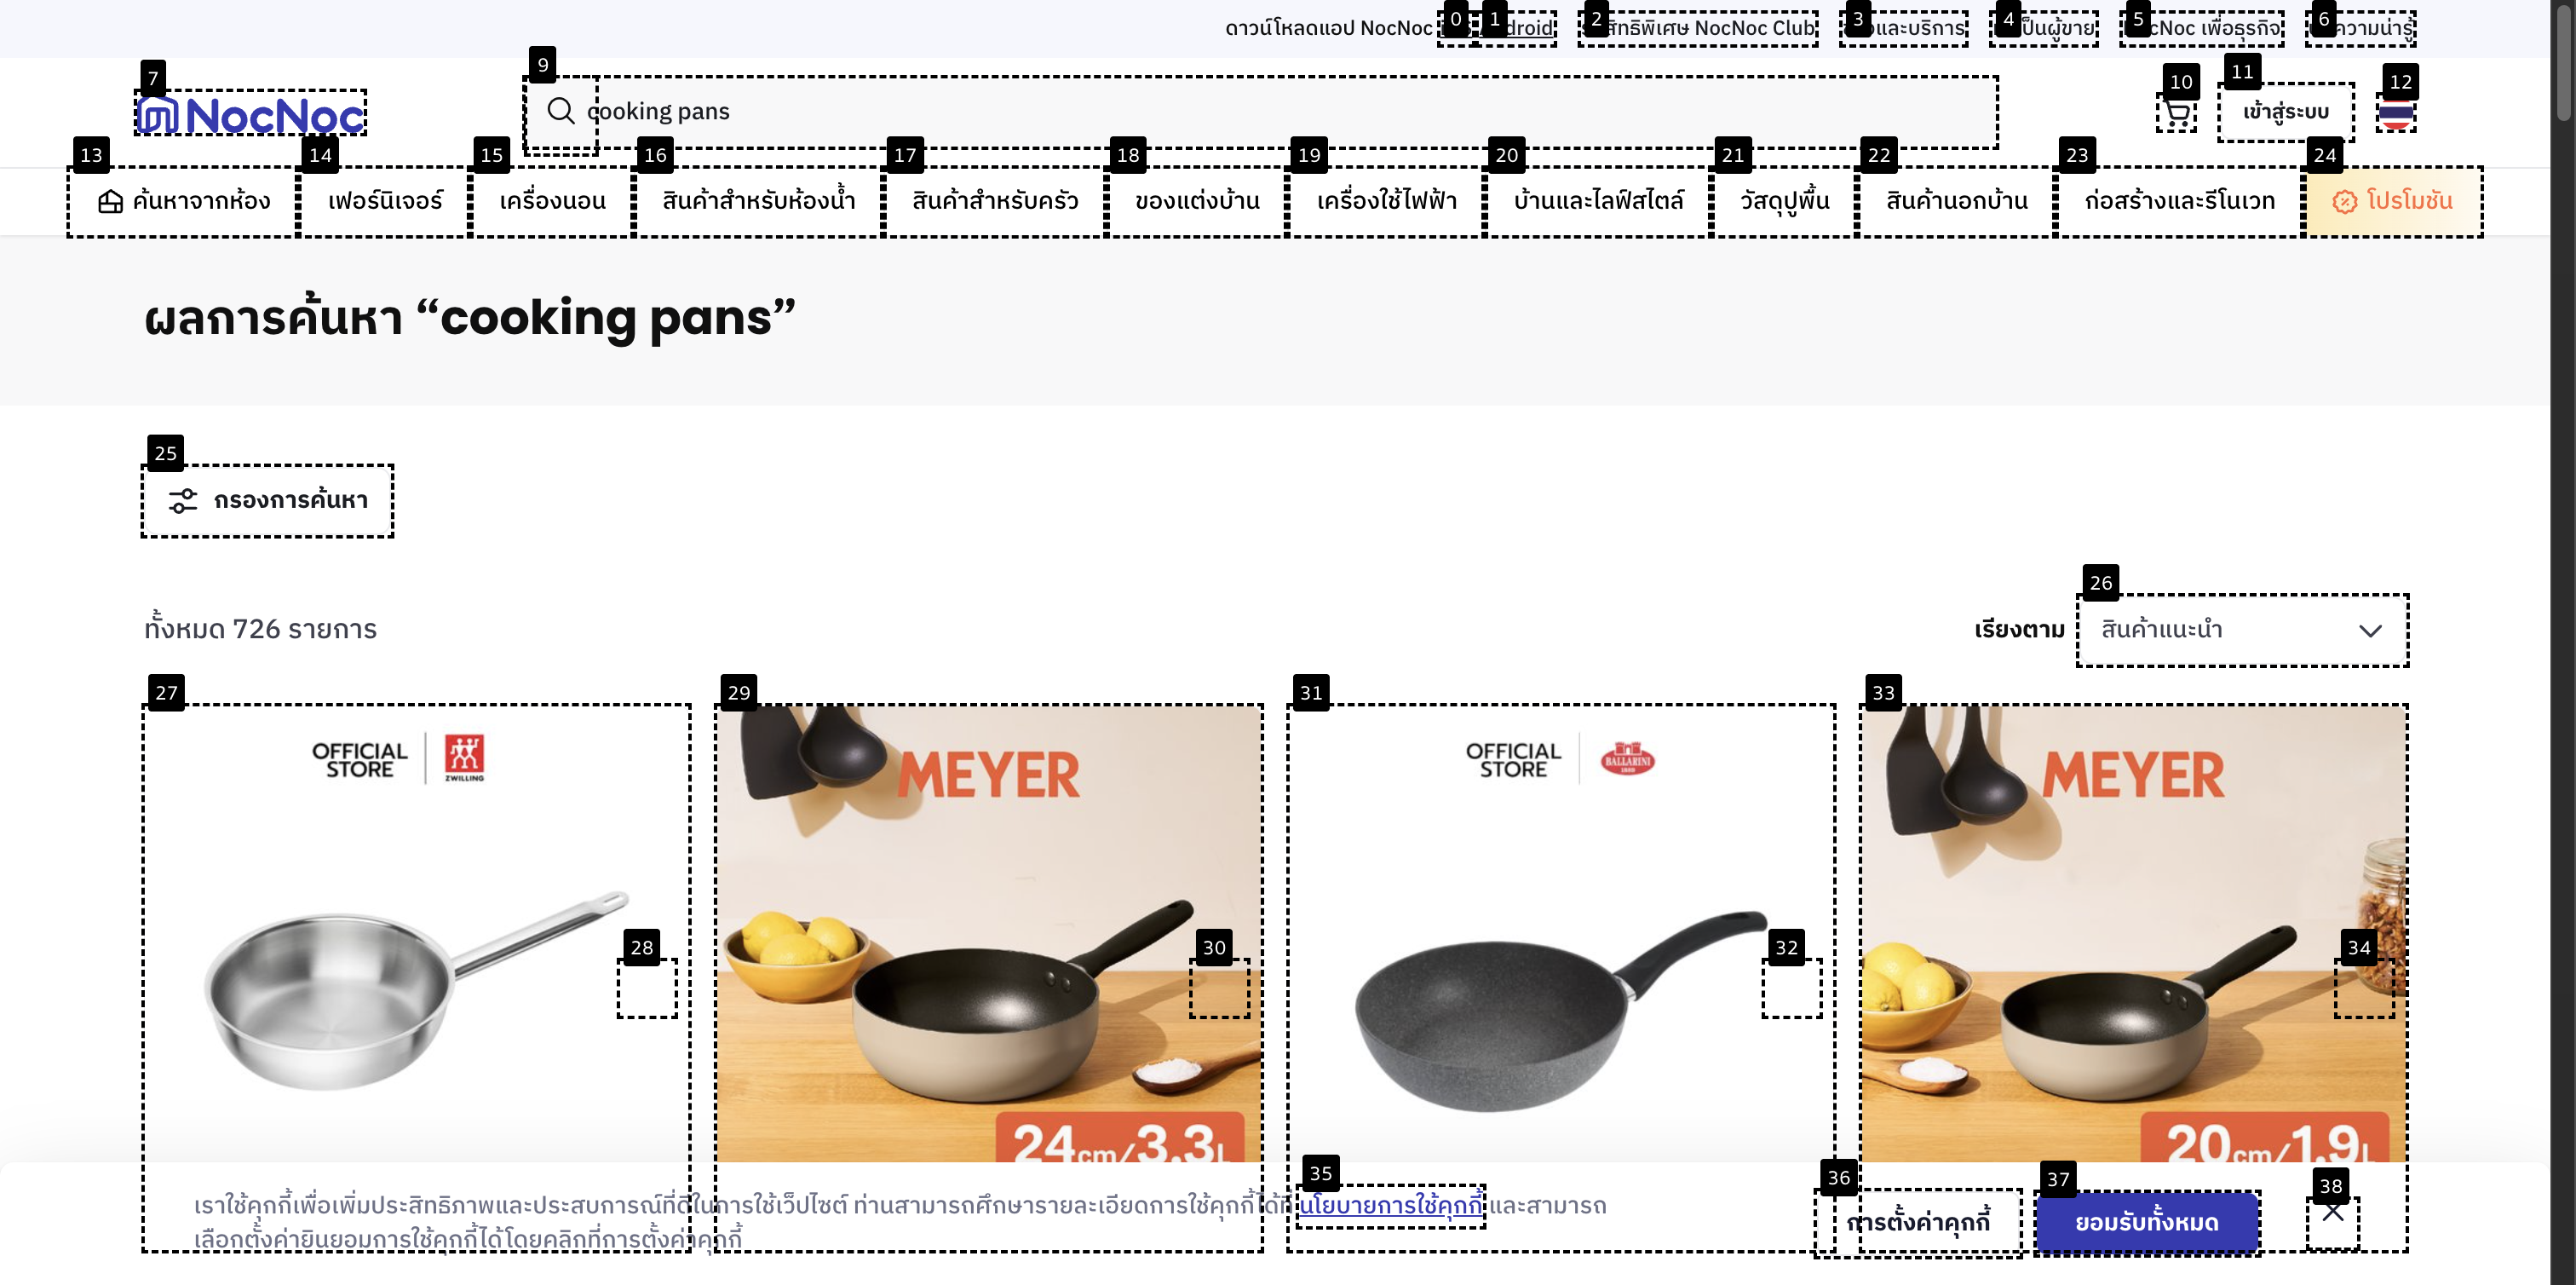 ดาวน์โหลดแอป NocNoc
สิทธิพิเศษ NocNoc Club
และบริการ
เป็นผู้ขาย
cNoc เพื่อธุรกิจ
ความน่ารู้
0
1
2
3
4
5
6
7
NocNoc
9
cooking pans
10
11
เข้าสู่ระบบ
12
13
ค้นหาจากห้อง
14
เฟอร์นิเจอร์
15
เครื่องนอน
16
สินค้าสำหรับห้องน้ำ
17
สินค้าสำหรับครัว
18
ของแต่งบ้าน
19
เครื่องใช้ไฟฟ้า
20
บ้านและไลฟ์สไตล์
21
วัสดุปูพื้น
22
สินค้านอกบ้าน
23
ก่อสร้างและรีโนเวท
24
โปรโมชัน
ผลการค้นหา “cooking pans”
25
กรองการค้นหา
ทั้งหมด 726 รายการ
เรียงตาม
26
สินค้าแนะนำ
27
OFFICIAL
STORE
ZWILLING
28
29
MEYER
30
24cm/3.3L
31
OFFICIAL
STORE
BALLARINI
32
33
MEYER
34
20cm/1.9L
เราใช้คุกกี้เพื่อเพิ่มประสิทธิภาพและประสบการณ์ที่ดีในการใช้เว็บไซต์ ท่านสามารถศึกษารายละเอียดการใช้คุกกี้ได้ที่ นโยบายการใช้คุกกี้ และสามารถ
เลือกตั้งค่ายินยอมการใช้คุกกี้ได้โดยคลิกที่การตั้งค่าคุกกี้
35
36
การตั้งค่าคุกกี้
37
ยอมรับทั้งหมด
38